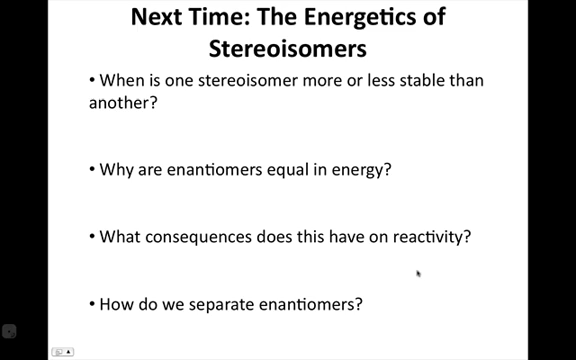 Next Time: The Energetics of
Stereoisomers
• When is one stereoisomer more or less stable than
another?
• Why are enantiomers equal in energy?
• What consequences does this have on reactivity?
• How do we separate enantiomers?